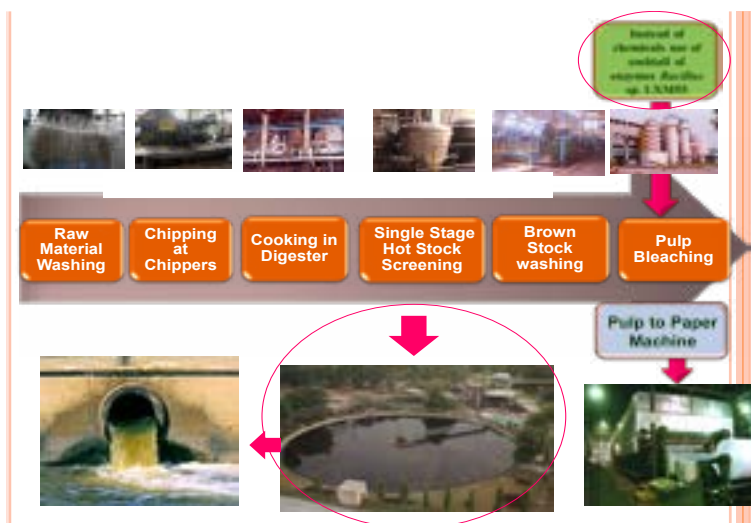 Instead of
chemicals use of
cocktail of
enzymes Bacillus
sp.
Raw
Material
Washing
Chipping
at
Chippers
Cooking in
Digester
Single Stage
Hot Stock
Screening
Brown
Stock
washing
Pulp
Bleaching
Pulp to Paper
Machine